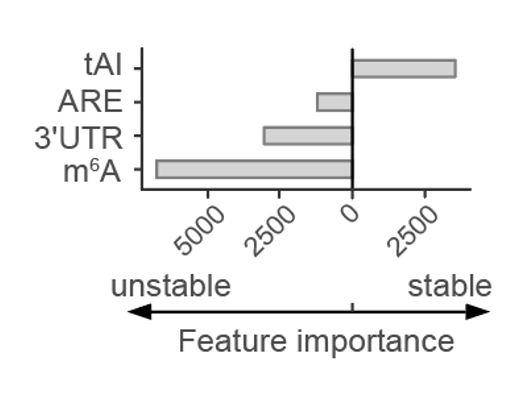 tAI
ARE
3'UTR
m⁶A
5000 2500 0 2500
unstable stable
Feature importance